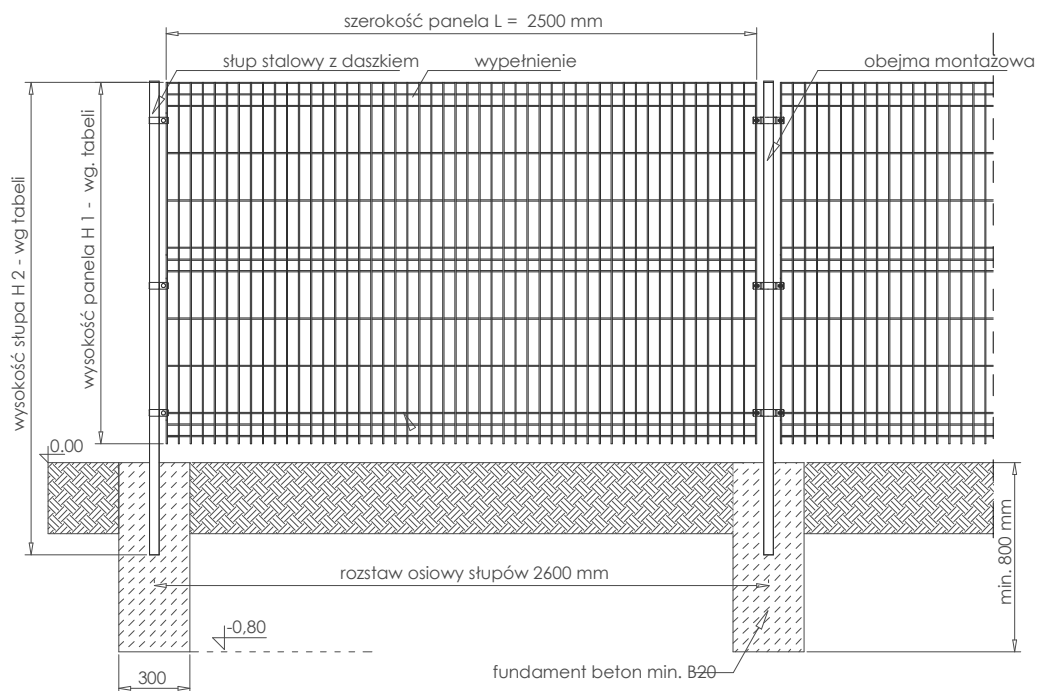 szerokość panela L = 2500 mm
słup stalowy z daszkiem
wypełnienie
obejma montażowa
wysokość słupa H 2 - wg tabeli
wysokość panela H 1 - wg. tabeli
0.00
rozstaw osiowy słupów 2600 mm
min. 800 mm
-0,80
fundament beton min. B20
300